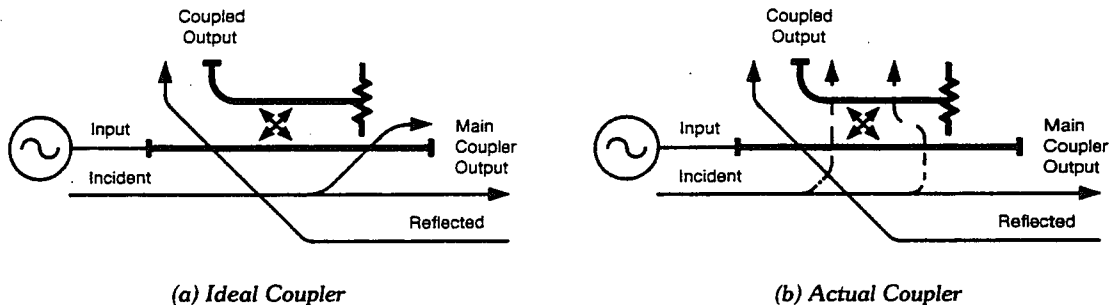 Coupled
Output
Input
Incident
Main
Coupler
Output
Reflected
(a) Ideal Coupler
Coupled
Output
Input
Incident
Main
Coupler
Output
Reflected
(b) Actual Coupler